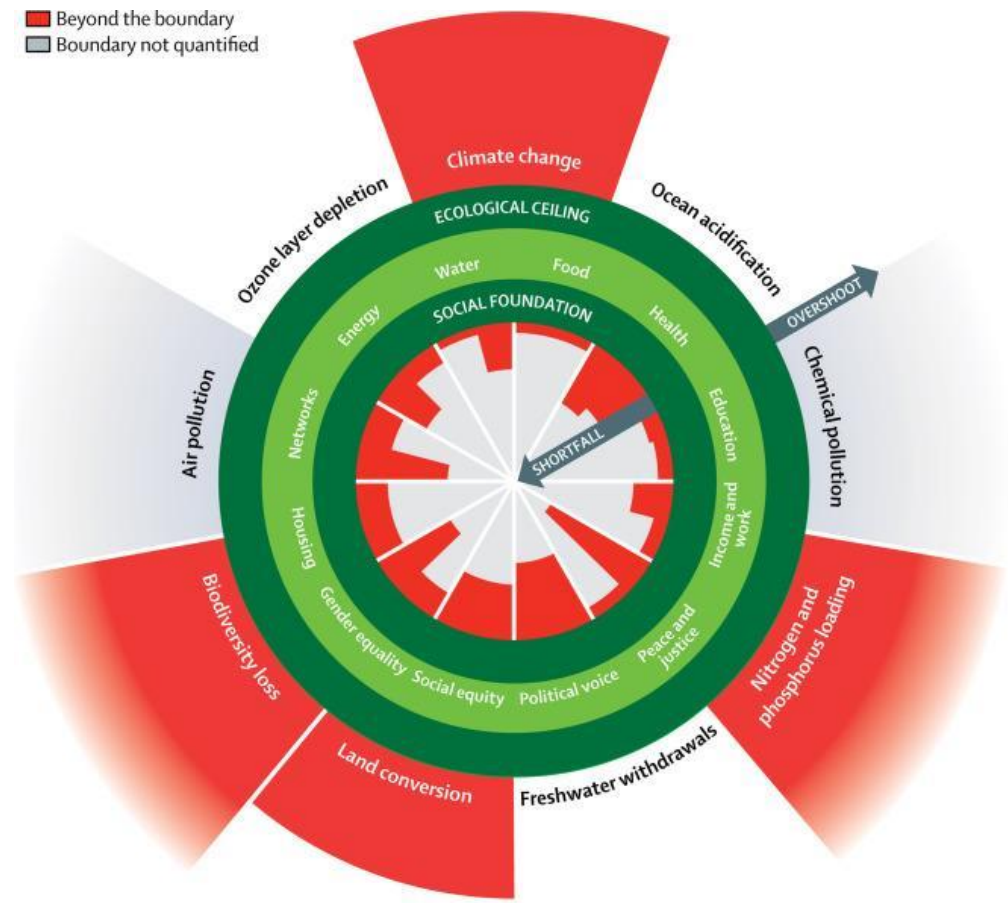 Beyond the boundary
Boundary not quantified
Climate change
Ozone layer depletion
Ocean acidification
ECOLOGICAL CEILING
Water
Food
Energy
SOCIAL FOUNDATION
Health
OVERSHOOT
Air pollution
Networks
Education
Chemical pollution
SHORTFALL
Housing
Income and
work
Biodiversity loss
Gender equality
Social equity
Political voice
Peace and
justice
Nitrogen and
phosphorus loading
Land conversion
Freshwater withdrawals